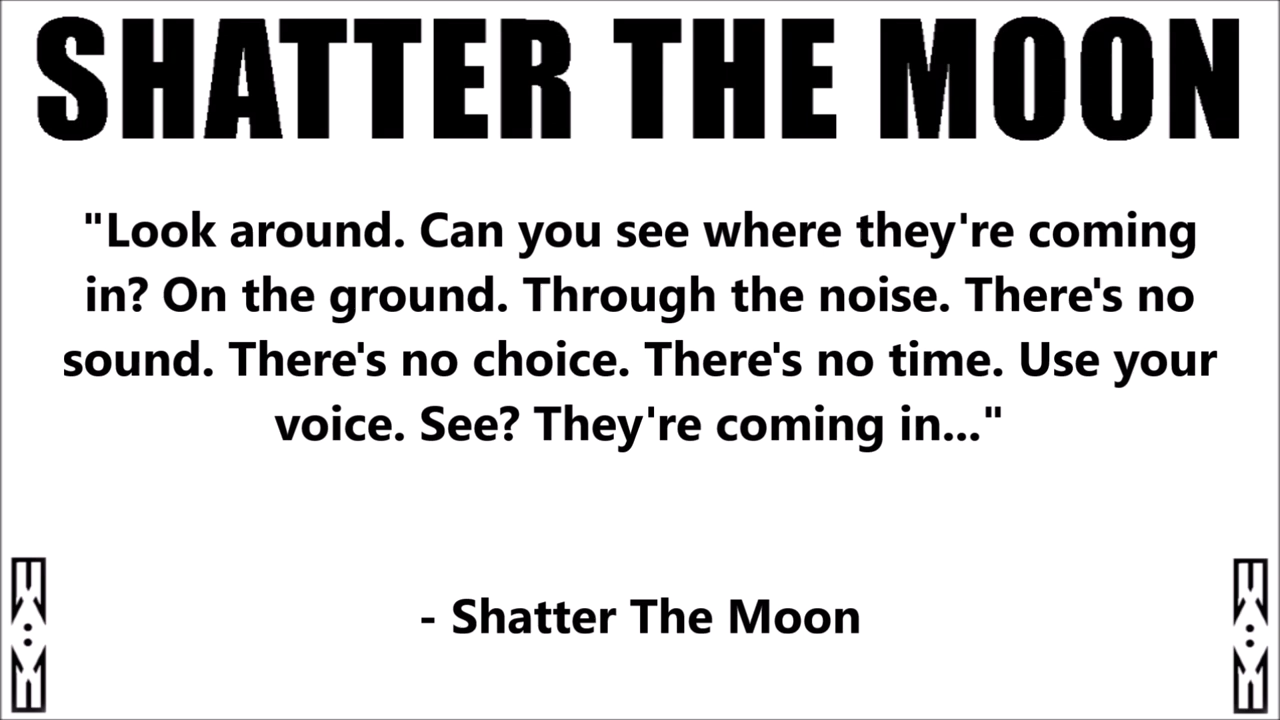 SHATTER THE MOON
"Look around. Can you see where they're coming
in? On the ground. Through the noise. There's no
sound. There's no choice. There's no time. Use your
voice. See? They're coming in..."
- Shatter The Moon